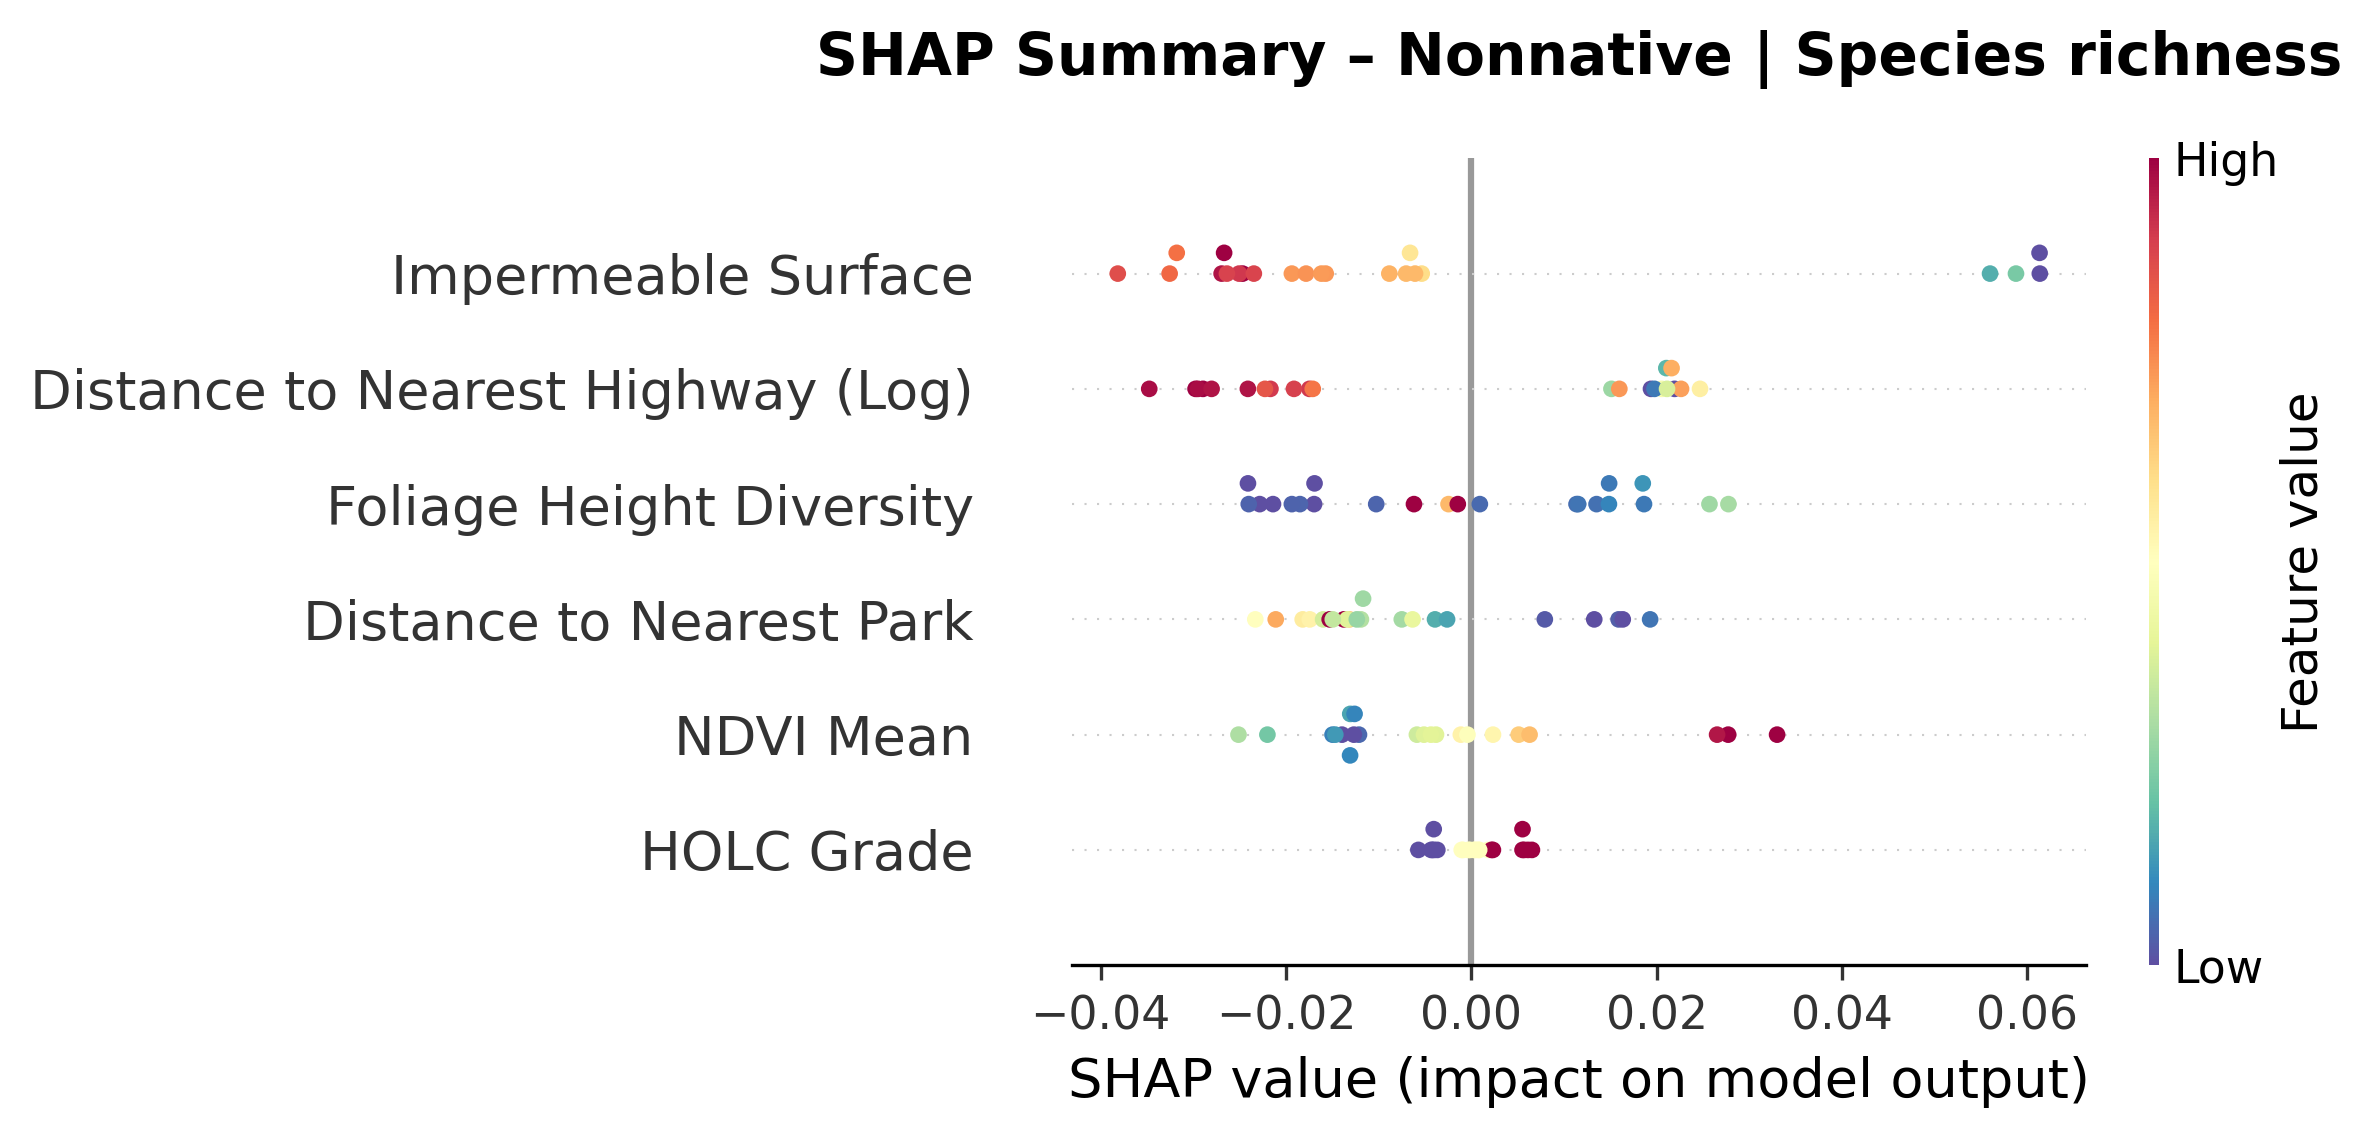 SHAP Summary – Nonnative | Species richness
High
Impermeable Surface
Distance to Nearest Highway (Log)
Foliage Height Diversity
Distance to Nearest Park
NDVI Mean
HOLC Grade
Feature value
Low
−0.04 −0.02 0.00 0.02 0.04 0.06
SHAP value (impact on model output)